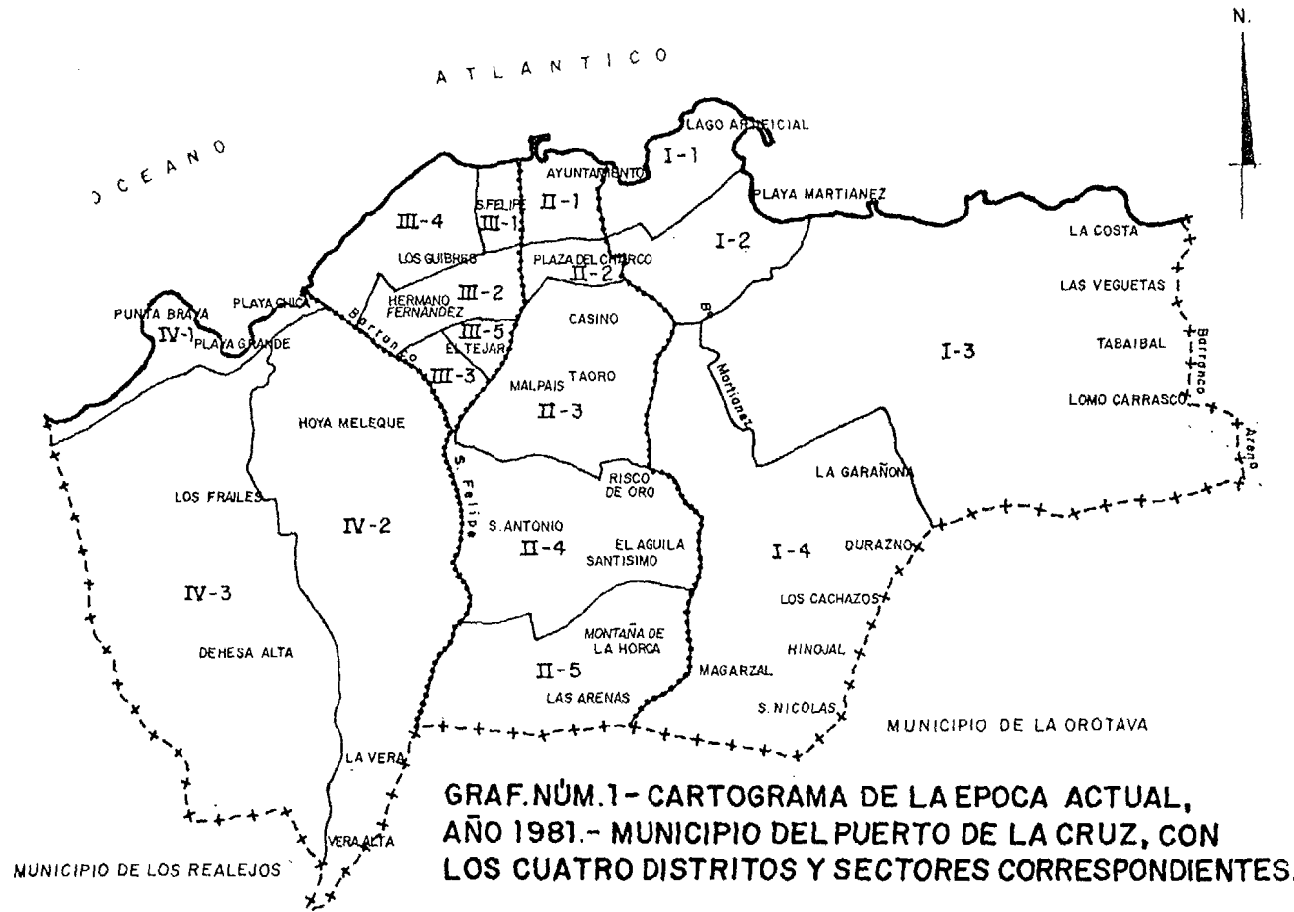 N.
OCEANO ATLANTICO
LAGO ARTIFICIAL
I-1
AYUNTAMIENTO
PLAYA MARTIANEZ
S.FELIPE
II-1
III-4
III-1
I-2
LA COSTA
LOS GUIBRES
PLAZA DEL CHARCO
II-2
LAS VEGUETAS
PLAYA CHICA
HERMANO
FERNÁNDEZ
III-2
PUNTA BRAVA
IV-1
PLAYA GRANDE
Barranco
III-5
EL TEJAR
CASINO
Bº
I-3
TABAIBAL
Barranco
III-3
MALPAIS
TAORO
II-3
Martianez
LOMO CARRASCO
HOYA MELEQUE
Areno
S. Felipe
RISCO
DE ORO
LA GARAÑONA
LOS FRAILES
IV-2
S. ANTONIO
II-4
EL AGUILA
SANTISIMO
I-4
DURAZNO
IV-3
LOS CACHAZOS
DEHESA ALTA
MONTAÑA DE
LA HORCA
HINOJAL
II-5
MAGARZAL
LAS ARENAS
S. NICOLAS
MUNICIPIO DE LA OROTAVA
LA VERA
VERA ALTA
MUNICIPIO DE LOS REALEJOS
GRAF.NÚM.1- CARTOGRAMA DE LA EPOCA ACTUAL,
AÑO 1981.- MUNICIPIO DEL PUERTO DE LA CRUZ, CON
LOS CUATRO DISTRITOS Y SECTORES CORRESPONDIENTES.